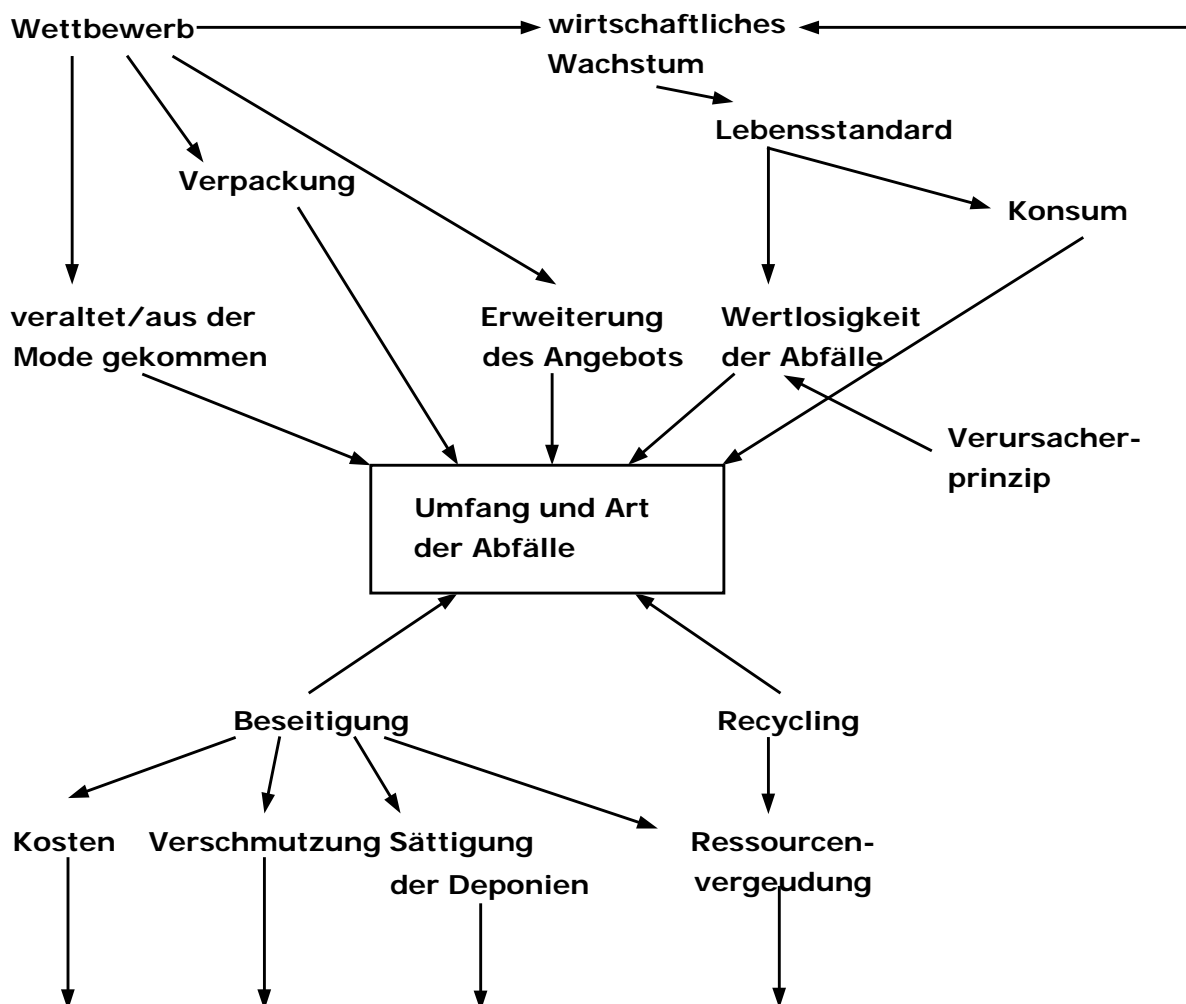 Wettbewerb
wirtschaftliches
Wachstum
Lebensstandard
Verpackung
Konsum
veraltet/aus der
Mode gekommen
Erweiterung
des Angebots
Wertlosigkeit
der Abfälle
Verursacher-
prinzip
Umfang und Art
der Abfälle
Beseitigung
Recycling
Kosten
Verschmutzung
Sättigung
der Deponien
Ressourcen-
vergeudung